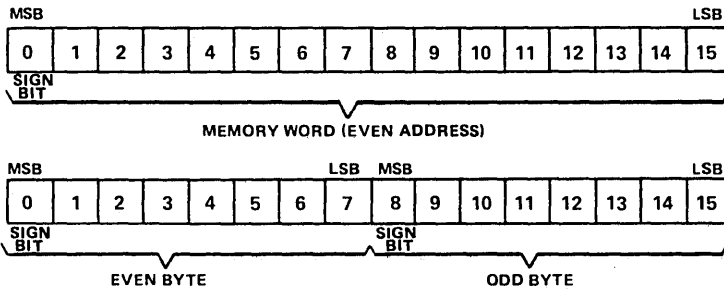 MSB LSB
0 1 2 3 4 5 6 7 8 9 10 11 12 13 14 15
SIGN
BIT
MEMORY WORD (EVEN ADDRESS)
MSB LSB MSB LSB
0 1 2 3 4 5 6 7 8 9 10 11 12 13 14 15
SIGN SIGN
BIT BIT
EVEN BYTE ODD BYTE